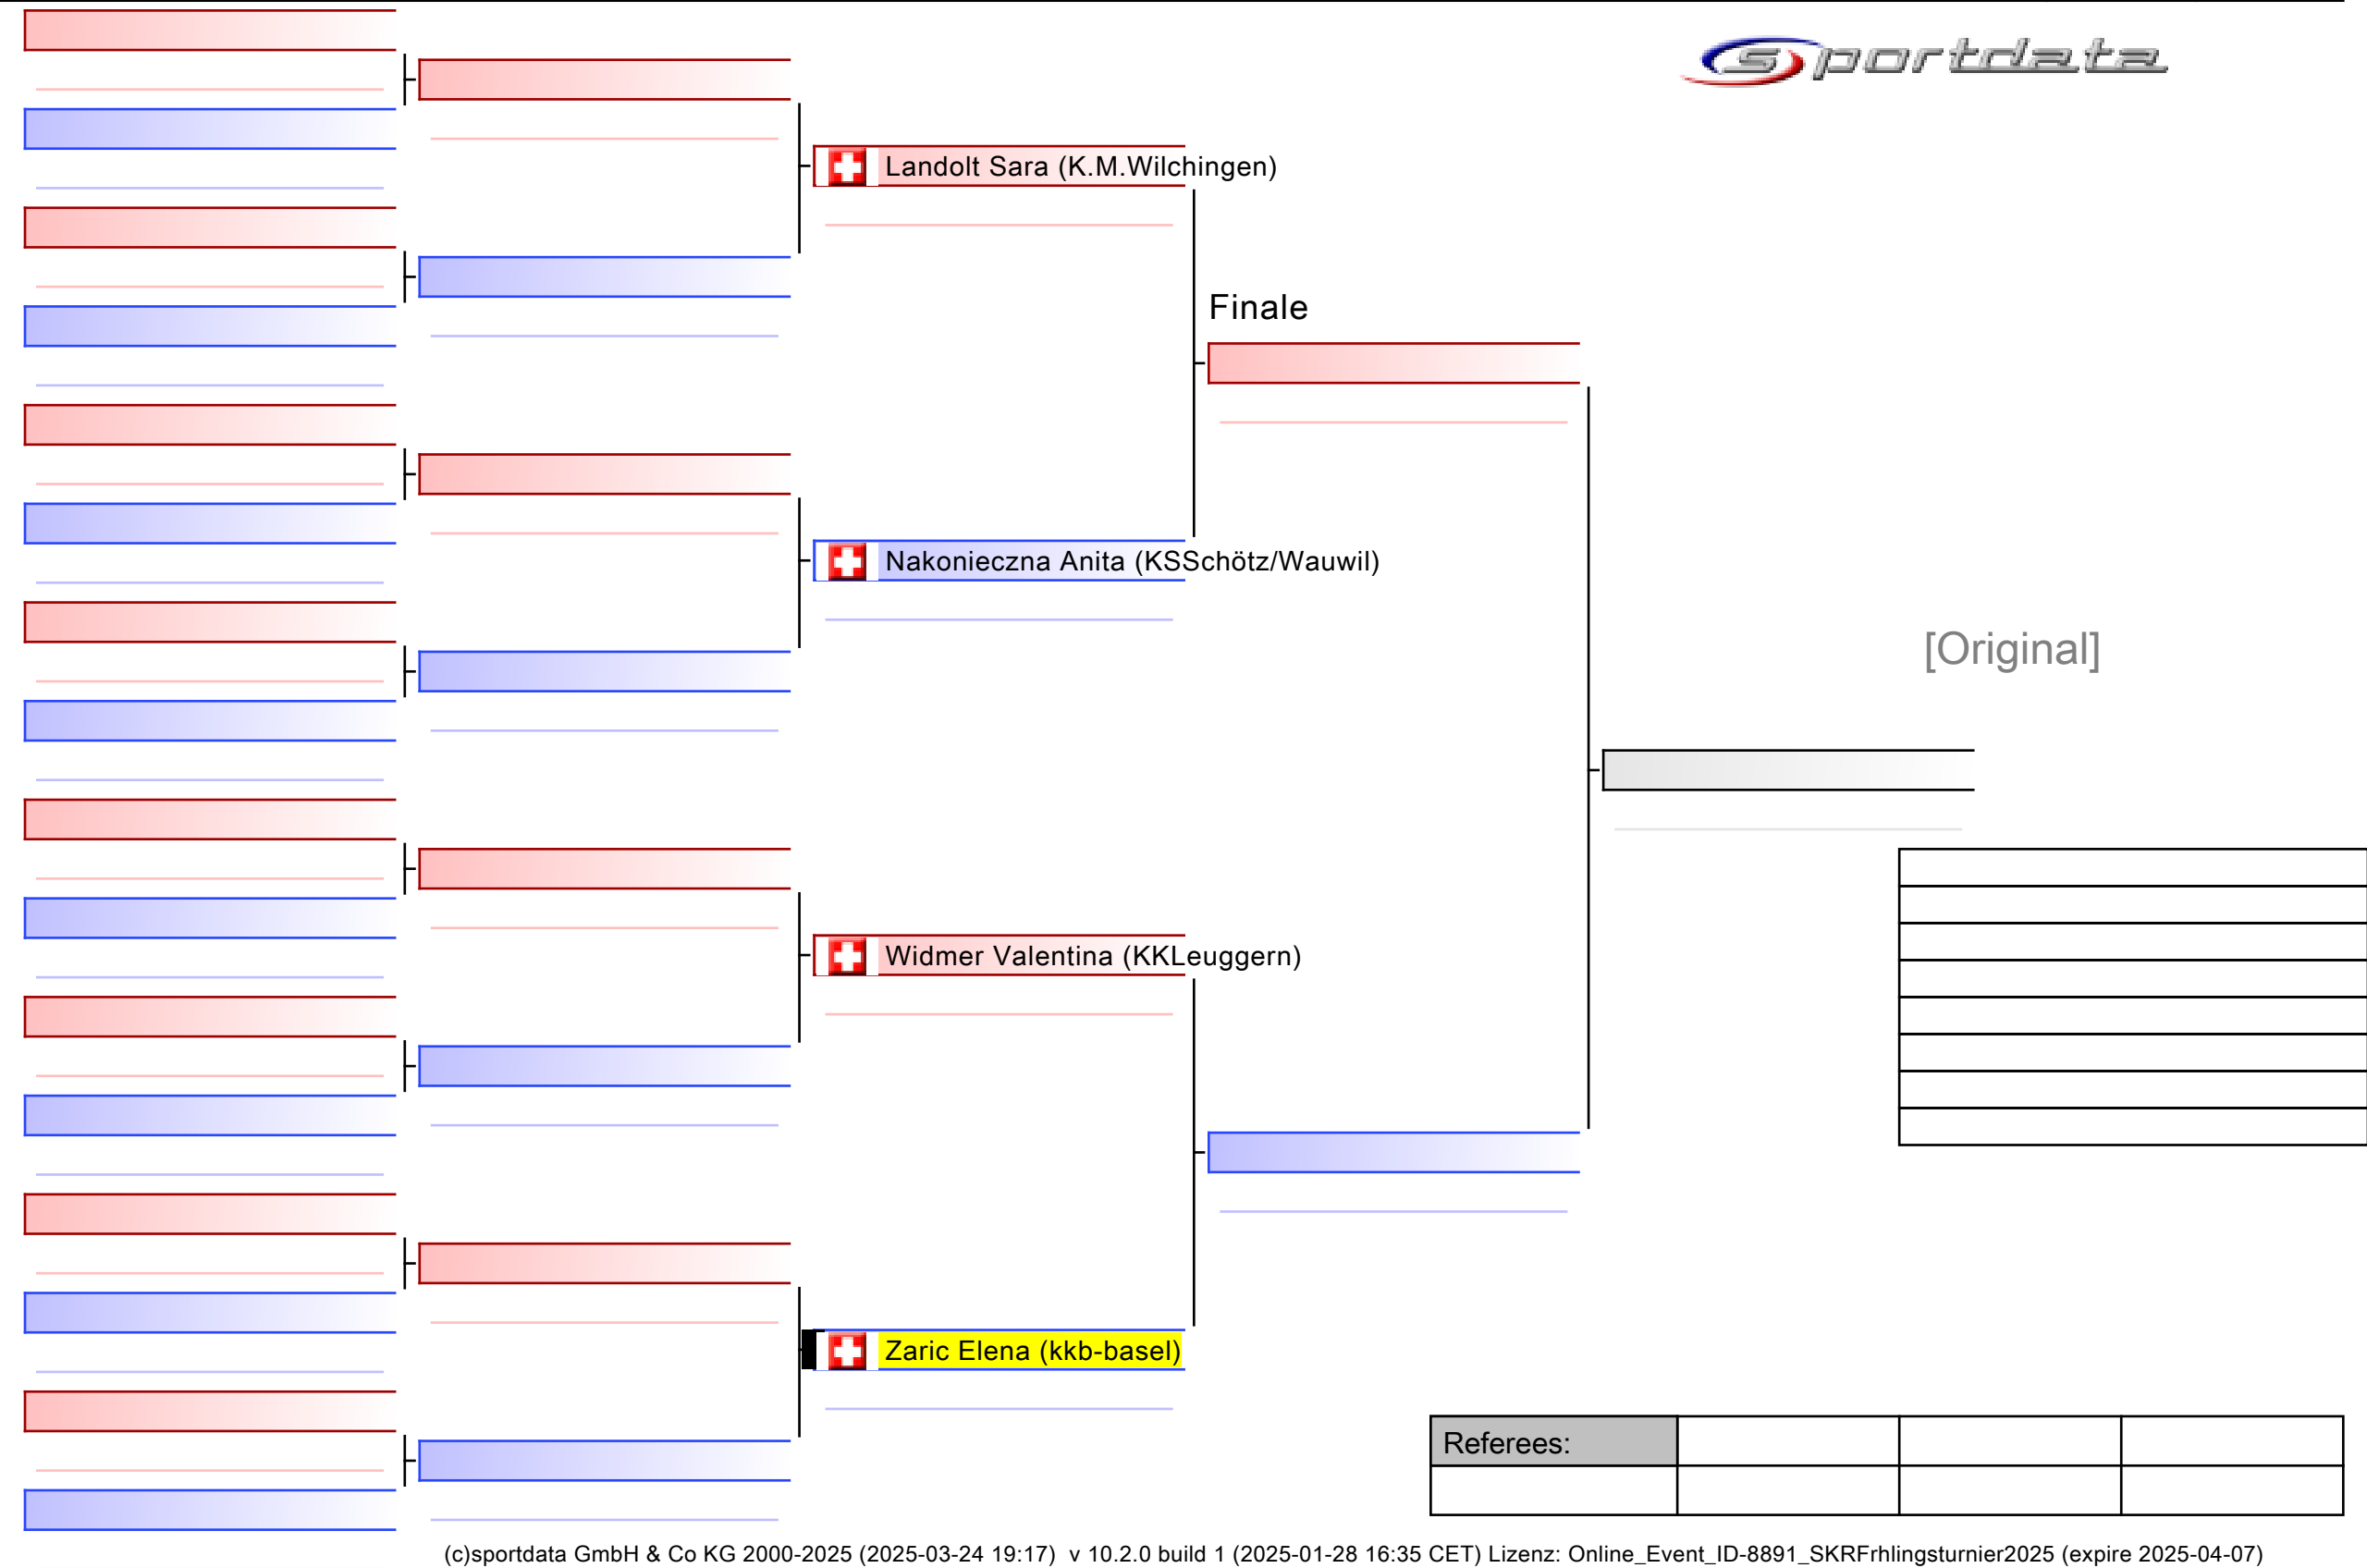 sportdata
Landolt Sara (K.M.Wilchingen)
Finale
Nakonieczna Anita (KSSchötz/Wauwil)
[Original]
Widmer Valentina (KKLeuggern)
Zaric Elena (kkb-basel)
Referees:
(c)sportdata GmbH & Co KG 2000-2025 (2025-03-24 19:17)  v 10.2.0 build 1 (2025-01-28 16:35 CET) Lizenz: Online_Event_ID-8891_SKRFrhlingsturnier2025 (expire 2025-04-07)